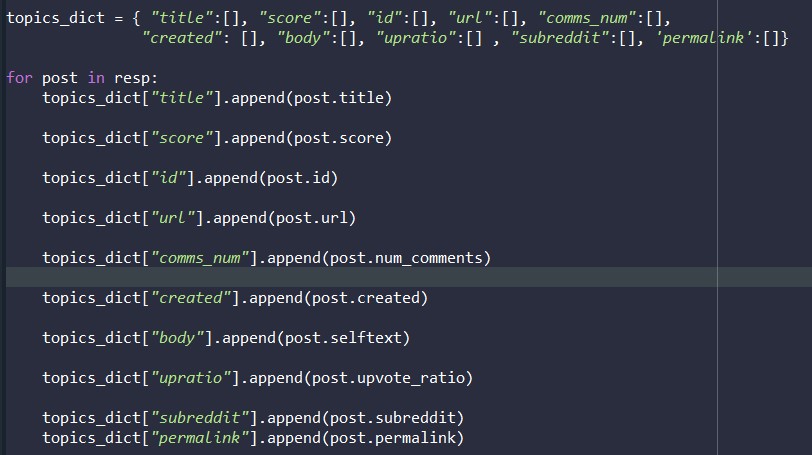 topics_dict = { "title":[], "score":[], "id":[], "url":[], "comms_num":[],
"created": [], "body":[], "upratio":[] , "subreddit":[], 'permalink':[]}
for post in resp:
topics_dict["title"].append(post.title)
topics_dict["score"].append(post.score)
topics_dict["id"].append(post.id)
topics_dict["url"].append(post.url)
topics_dict["comms_num"].append(post.num_comments)
topics_dict["created"].append(post.created)
topics_dict["body"].append(post.selftext)
topics_dict["upratio"].append(post.upvote_ratio)
topics_dict["subreddit"].append(post.subreddit)
topics_dict["permalink"].append(post.permalink)